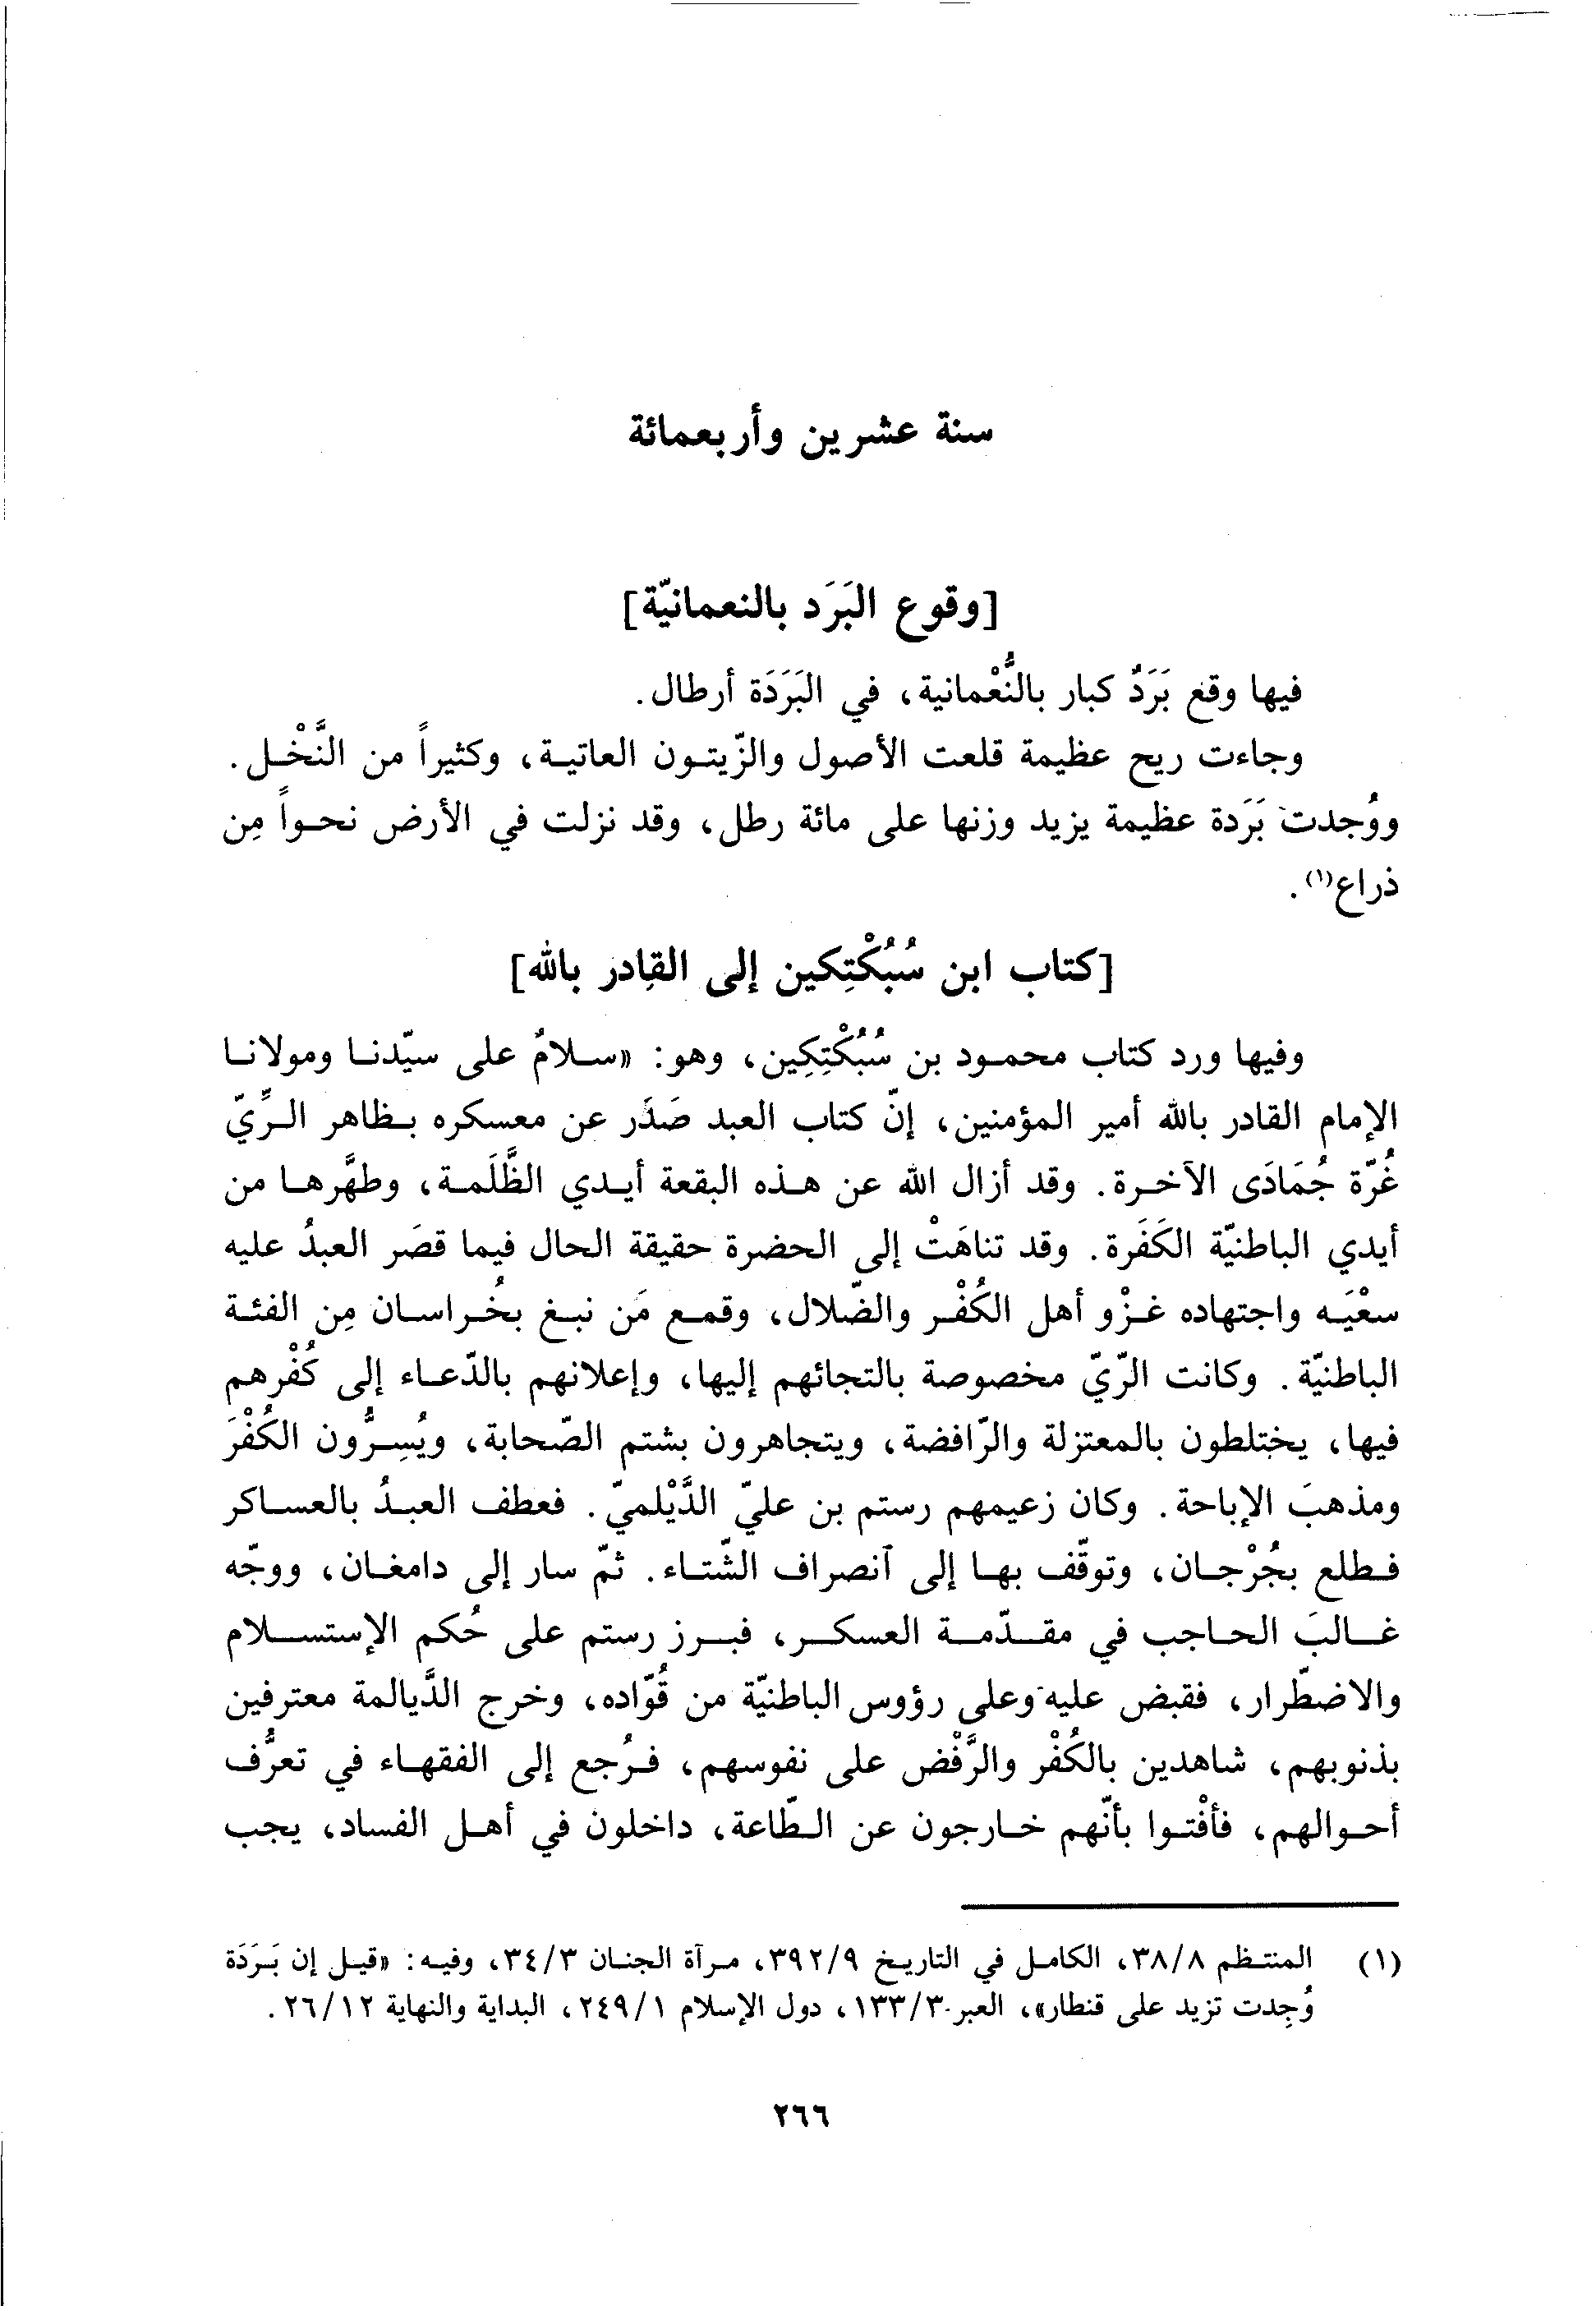 سنة عشرين وأربعمائة
[وقوع البَرَد بالنعمانيّة]
فيها وقع بَرَدٌ كبار بالنُّعْمانية، في البَرَدَة أرطال.
وجاءت ريح عظيمة قلعت الأصول والزّيتون العاتية، وكثيراً من النَّخْل.
ووُجدت بَرَدة عظيمة يزيد وزنها على مائة رطل، وقد نزلت في الأرض نحواً مِن
ذراع(١).
[كتاب ابن سُبُكْتِكين إلى القادر بالله]
وفيها ورد كتاب محمود بن سُبُكْتِكِين، وهو: «سلامٌ على سيّدنا ومولانا
الإمام القادر بالله أمير المؤمنين، إنّ كتاب العبد صَدَر عن معسكره بظاهر الرِّيّ
غُرّة جُمَادَى الآخرة. وقد أزال الله عن هذه البقعة أيدي الظَّلَمة، وطهَّرها من
أيدي الباطنيّة الكَفَرة. وقد تناهَتْ إلى الحضرة حقيقة الحال فيما قصَر العبدُ عليه
سعْيَه واجتهاده غزْو أهل الكُفْر والضّلال، وقمع مَن نبغ بخُراسان مِن الفئة
الباطنيّة. وكانت الرّيّ مخصوصة بالتجائهم إليها، وإعلانهم بالدّعاء إلى كُفْرهم
فيها، يختلطون بالمعتزلة والرّافضة، ويتجاهرون بشتم الصّحابة، ويُسِرُّون الكُفْرَ
ومذهبَ الإباحة. وكان زعيمهم رستم بن عليّ الدَّيْلميّ. فعطف العبدُ بالعساكر
فطلع بجُرْجان، وتوقّف بها إلى آنصراف الشّتاء. ثمّ سار إلى دامغان، ووجّه
غالبَ الحاجب في مقدّمة العسكر، فبرز رستم على حُكم الإستسلام
والاضطّرار، فقبض عليه وعلى رؤوس الباطنيّة من قُوّاده، وخرج الدَّيالمة معترفين
بذنوبهم، شاهدين بالكُفْر والرَّفْض على نفوسهم، فرُجع إلى الفقهاء في تعرُّف
أحوالهم، فأفْتوا بأنّهم خارجون عن الطّاعة، داخلون في أهل الفساد، يجب
(١) المنتظم ٣٨/٨، الكامل في التاريخ ٣٩٢/٩، مرآة الجنان ٣٤/٣، وفيه: «قيل إن بَرَدَة
وُجِدت تزيد على قنطار»، العبر ١٣٣/٣، دول الإسلام ٢٤٩/١، البداية والنهاية ٢٦/١٢.
٢٦٦